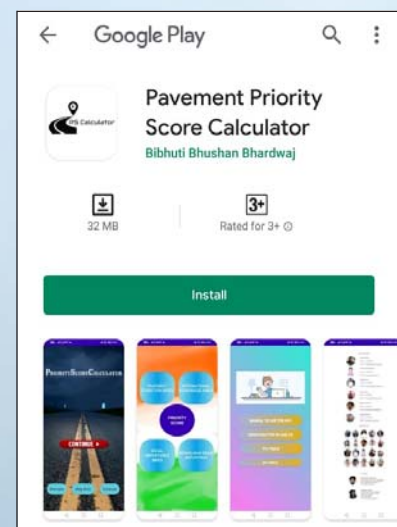 Google Play
PS Calculator
Pavement Priority
Score Calculator
Bibhuti Bhushan Bhardwaj
32 MB
3+
Rated for 3+
Install
PRIORITYSCORECALCULATOR
CONTINUE
PRIORITY
SCORE